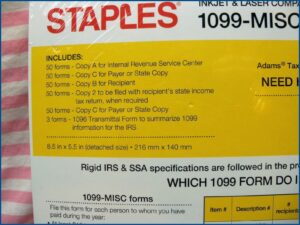 STAPLES
INKJET & LASER COMP
1099-MISC
INCLUDES:
50 forms - Copy A for Internal Revenue Service Center
50 forms - Copy C for Payer or State Copy
50 forms - Copy B for Recipient
50 forms - Copy 2 to be filed with recipient's state income
tax return, when required
50 forms - Copy C for Payer or State Copy
3 forms - 1096 Transmittal Form to summarize 1099
information for the IRS
8.5 in x 5.5 in (detached size) • 216 mm x 140 mm
Adams® Tax
NEED
Rigid IRS & SSA specifications are followed in the pr
WHICH 1099 FORM DO I
1099-MISC forms
File this form for each person to whom you have
paid during the year:
Item #
Description #
#
recipients